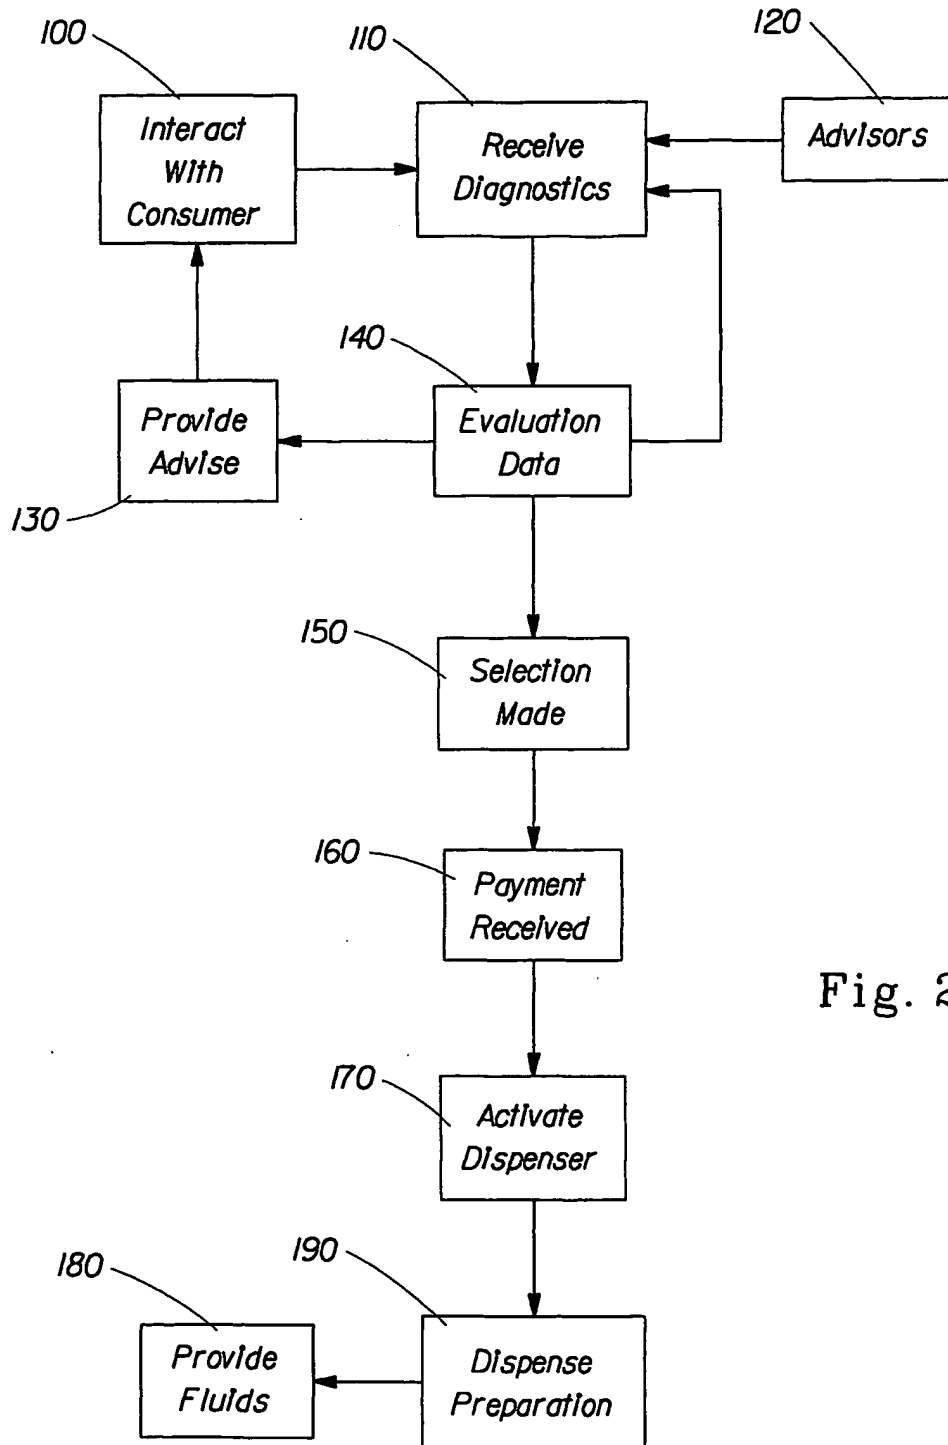 100
110
120
Interact
With
Consumer
Receive
Diagnostics
Advisors
140
Provide
Advise
Evaluation
Data
130
150
Selection
Made
160
Payment
Received
Fig. 2
170
Activate
Dispenser
180
190
Provide
Fluids
Dispense
Preparation